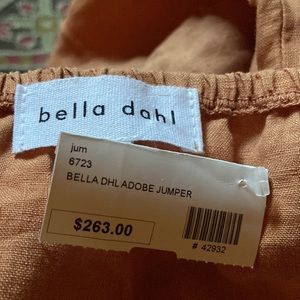 bella dahl
jum
6723
BELLA DHL ADOBE JUMPER
$263.00
# 42932